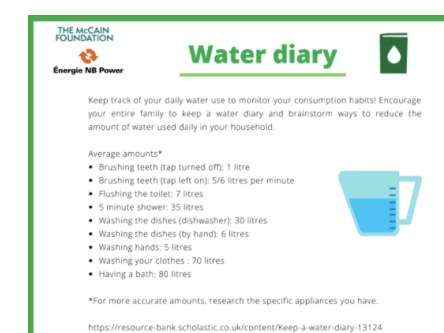 THE McCAIN
FOUNDATION
Énergie NB Power
Water diary
Keep track of your daily water use to monitor your consumption habits! Encourage
your entire family to keep a water diary and brainstorm ways to reduce the
amount of water used daily in your household.
Average amounts*
• Brushing teeth (tap turned off): 1 litre
• Brushing teeth (tap left on): 5/6 litres per minute
• Flushing the toilet: 7 litres
• 5 minute shower: 35 litres
• Washing the dishes (dishwasher): 30 litres
• Washing the dishes (by hand): 6 litres
• Washing hands: 5 litres
• Washing your clothes : 70 litres
• Having a bath: 80 litres
*For more accurate amounts, research the specific appliances you have.
https://resource-bank.scholastic.co.uk/content/Keep-a-water-diary-13124